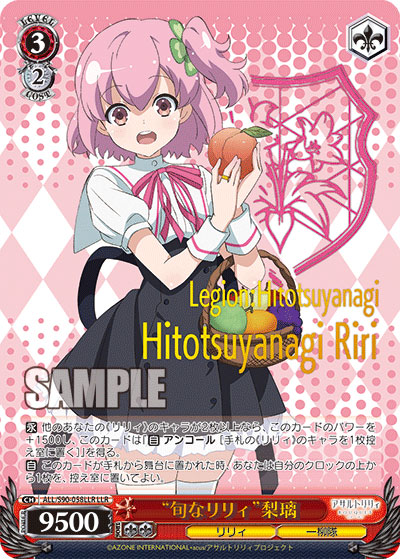 LEVEL
3
2
COST
Legion Hitotsuyanagi
Hitotsuyanagi Riri
SAMPLE
永 他のあなたの《リリィ》のキャラが2枚以上なら、このカードのパワーを
+1500し、このカードは『自 アンコール [手札の《リリィ》のキャラを1枚控
え室に置く]』を得る。
自 このカードが手札から舞台に置かれた時、あなたは自分のクロックの上か
ら1枚を、控え室に置いてよい。
CH ALL/S90-058LLR LLR
POWER
9500
“旬なリリィ”梨璃
リリィ
一柳隊
アサルトリリィ
©AZONE INTERNATIONAL・acus/アサルトリリィプロジェクト